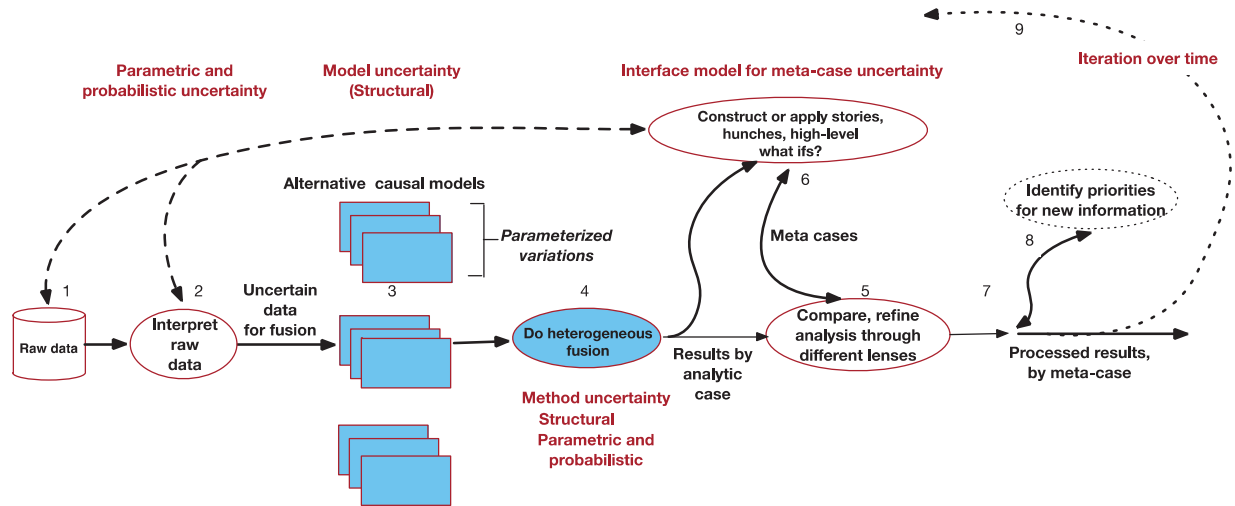 9
Parametric and
probabilistic uncertainty
Model uncertainty
(Structural)
Interface model for meta-case uncertainty
Iteration over time
Construct or apply stories,
hunches, high-level
what ifs?
Alternative causal models
6
Identify priorities
for new information
Parameterized
variations
Meta cases
8
1
2
Uncertain
data
for fusion
3
4
5
7
Raw data
Interpret
raw
data
Do heterogeneous
fusion
Compare, refine
analysis through
different lenses
Results by
analytic
case
Processed results,
by meta-case
Method uncertainty
Structural
Parametric and
probabilistic